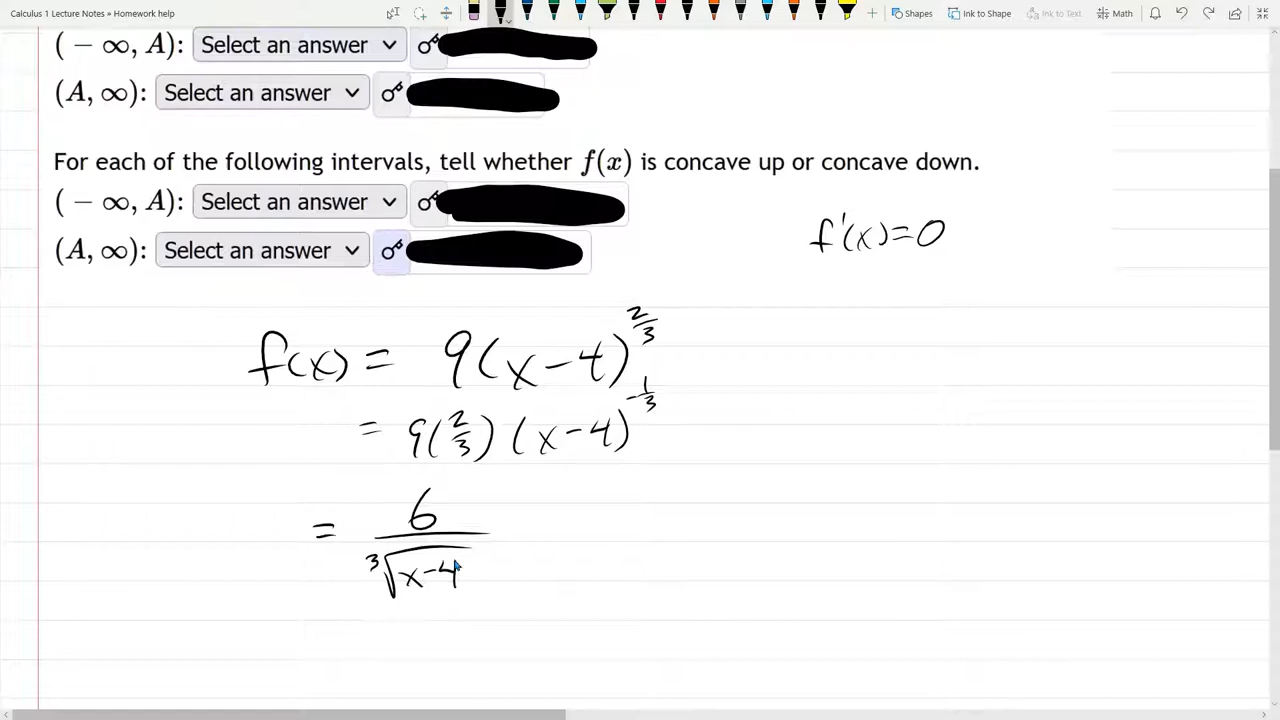 Calculus 1 Lecture Notes » Homework help
Shapes Ink to Shape Ink to Text Math
(−∞, A): Select an answer
(A, ∞): Select an answer
For each of the following intervals, tell whether f(x) is concave up or concave down.
(−∞, A): Select an answer
(A, ∞): Select an answer
f'(x)=0
f(x) = 9(x−4)^{2/3}
= 9(2/3)(x−4)^{-1/3}
= 6/∛(x−4)